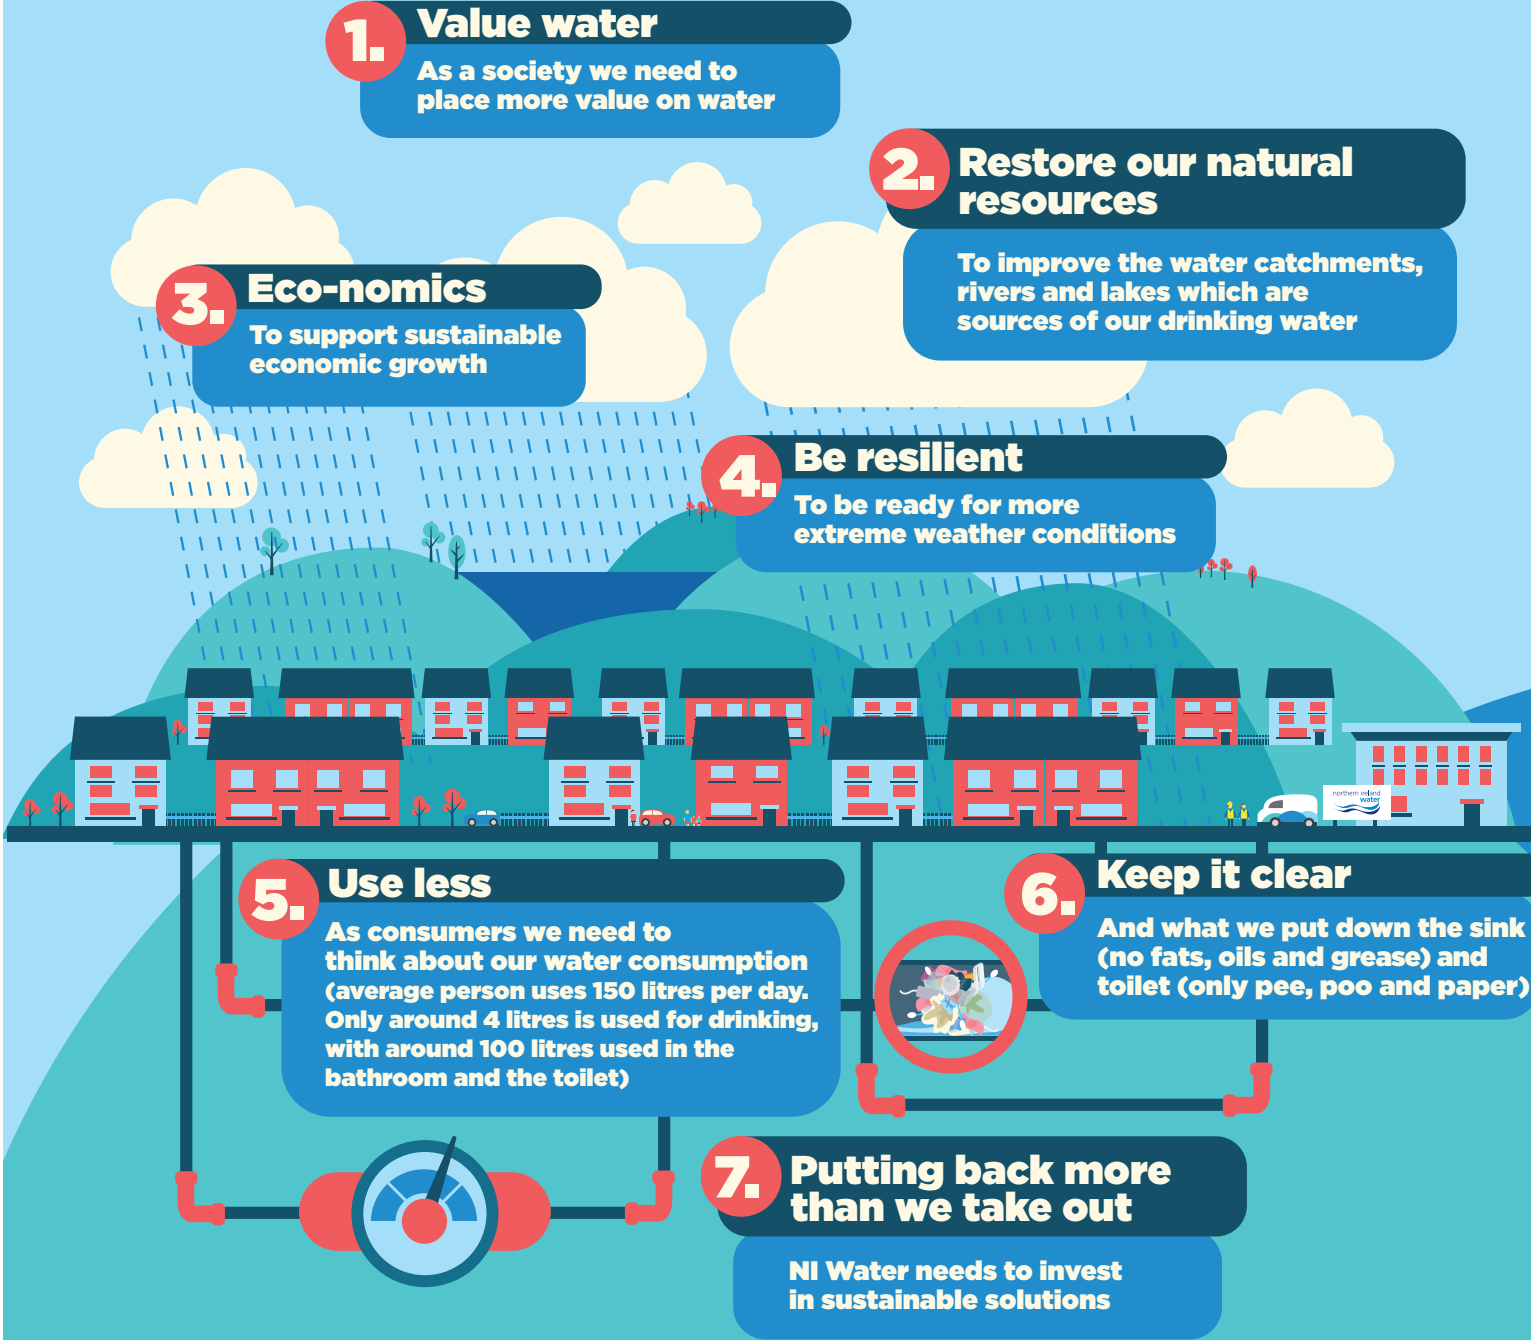 1.
Value water
As a society we need to
place more value on water
2.
Restore our natural
resources
To improve the water catchments,
rivers and lakes which are
sources of our drinking water
3.
Eco-nomics
To support sustainable
economic growth
4.
Be resilient
To be ready for more
extreme weather conditions
northern ireland
water
5.
Use less
As consumers we need to
think about our water consumption
(average person uses 150 litres per day.
Only around 4 litres is used for drinking,
with around 100 litres used in the
bathroom and the toilet)
6.
Keep it clear
And what we put down the sink
(no fats, oils and grease) and
toilet (only pee, poo and paper)
7.
Putting back more
than we take out
NI Water needs to invest
in sustainable solutions